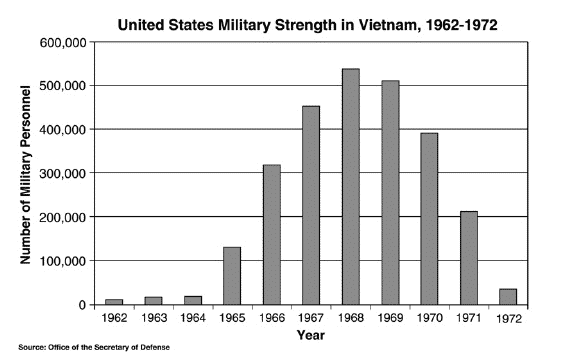 United States Military Strength in Vietnam, 1962-1972
Number of Military Personnel
600,000
500,000
400,000
300,000
200,000
100,000
0
1962 1963 1964 1965 1966 1967 1968 1969 1970 1971 1972
Year
Source: Office of the Secretary of Defense